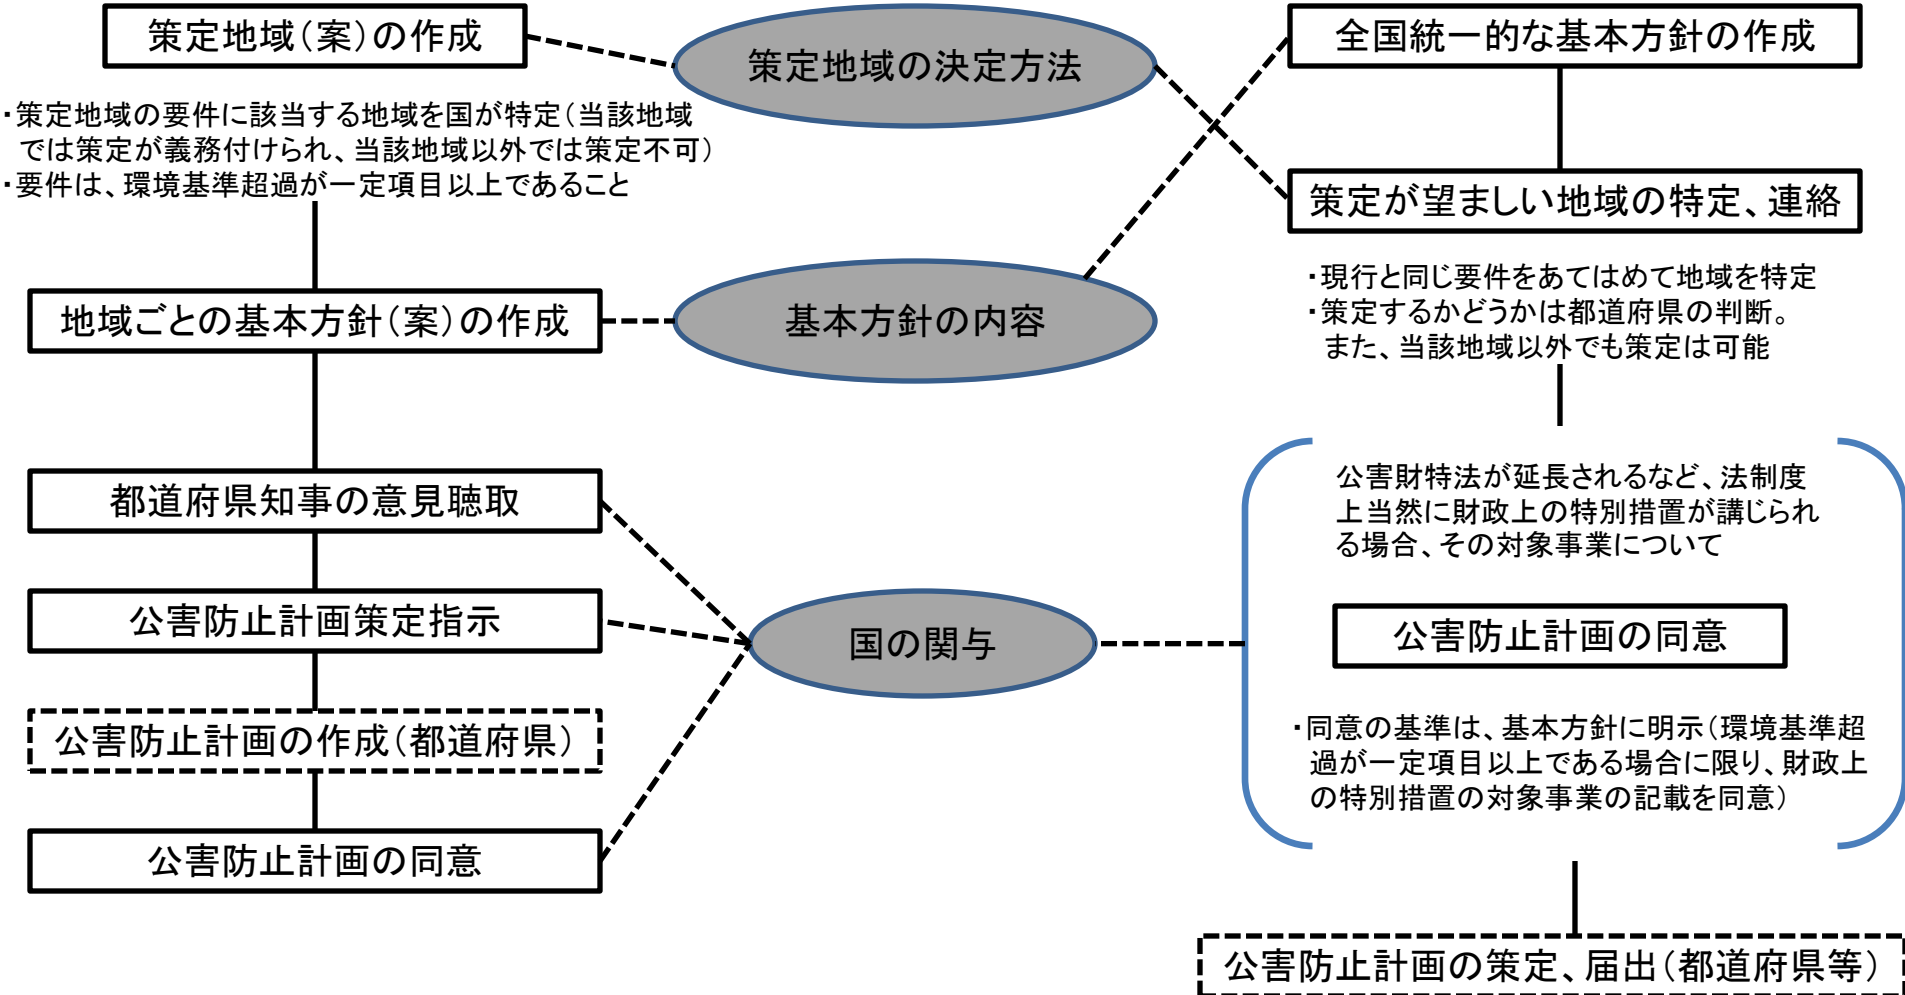 策定地域（案）の作成
・策定地域の要件に該当する地域を国が特定（当該地域
では策定が義務付けられ、当該地域以外では策定不可）
・要件は、環境基準超過が一定項目以上であること
地域ごとの基本方針（案）の作成
都道府県知事の意見聴取
公害防止計画策定指示
公害防止計画の作成（都道府県）
公害防止計画の同意
策定地域の決定方法
基本方針の内容
国の関与
全国統一的な基本方針の作成
策定が望ましい地域の特定、連絡
・現行と同じ要件をあてはめて地域を特定
・策定するかどうかは都道府県の判断。
また、当該地域以外でも策定は可能
公害財特法が延長されるなど、法制度
上当然に財政上の特別措置が講じられ
る場合、その対象事業について
公害防止計画の同意
・同意の基準は、基本方針に明示（環境基準超
過が一定項目以上である場合に限り、財政上
の特別措置の対象事業の記載を同意）
公害防止計画の策定、届出（都道府県等）